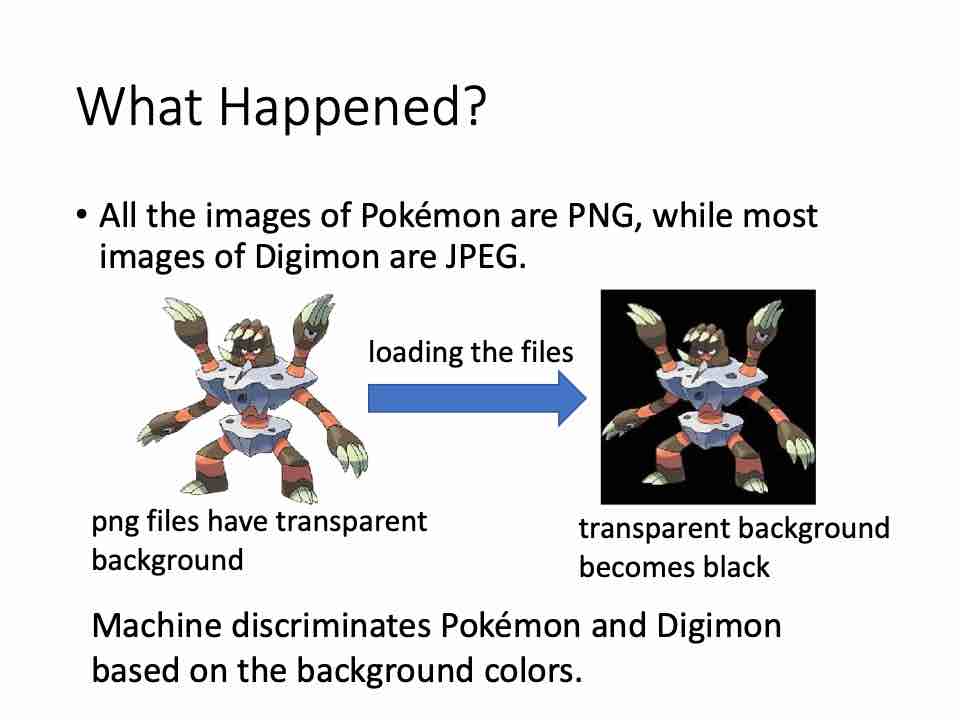 What Happened?
• All the images of Pokémon are PNG, while most
images of Digimon are JPEG.
loading the files
png files have transparent
background
transparent background
becomes black
Machine discriminates Pokémon and Digimon
based on the background colors.